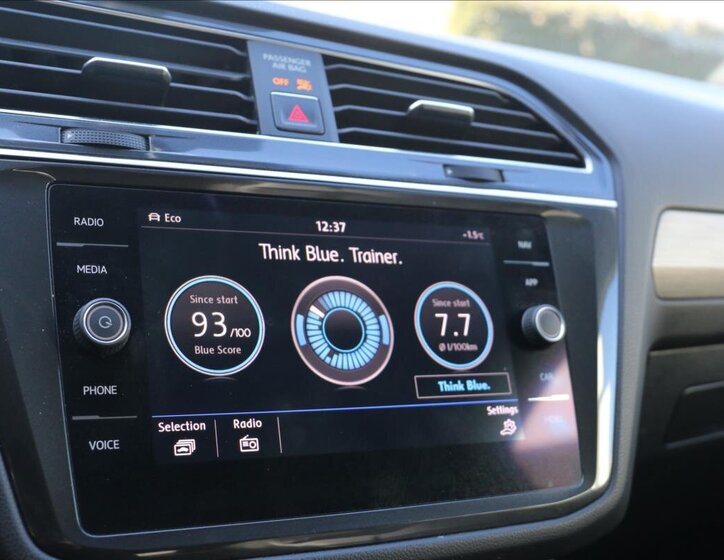 PASSENGER
AIR BAG
OFF
RADIO
MEDIA
PHONE
VOICE
Eco
12:37
-1.5°C
Think Blue. Trainer.
Since start
93/100
Blue Score
Since start
7.7
Ø l/100km
Think Blue.
Selection
Radio
Settings
NAV
APP
CAR
MENU